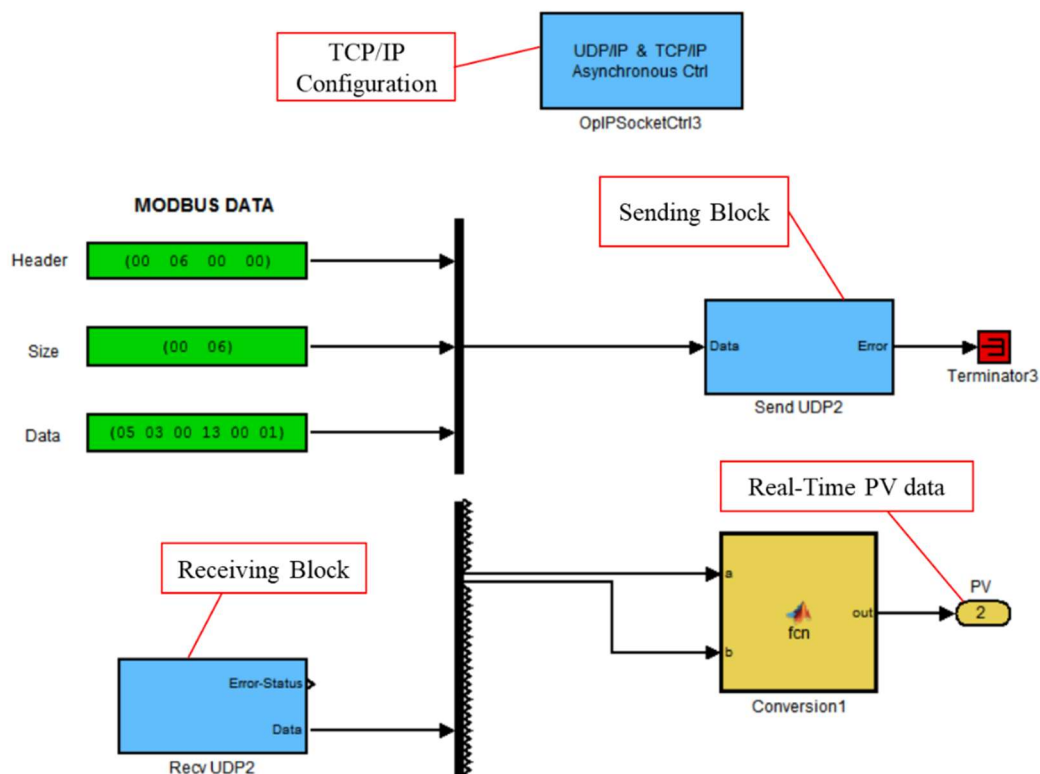 TCP/IP
Configuration
UDP/IP & TCP/IP
Asynchronous Ctrl
OpIPSocketCtrl3
MODBUS DATA
Header
(00 06 00 00)
Size
(00 06)
Data
(05 03 00 13 00 01)
Sending Block
Data
Error
Send UDP2
Terminator3
Receiving Block
Error-Status
Data
Recv UDP2
Real-Time PV data
a
b
fcn
out
Conversion1
PV
2